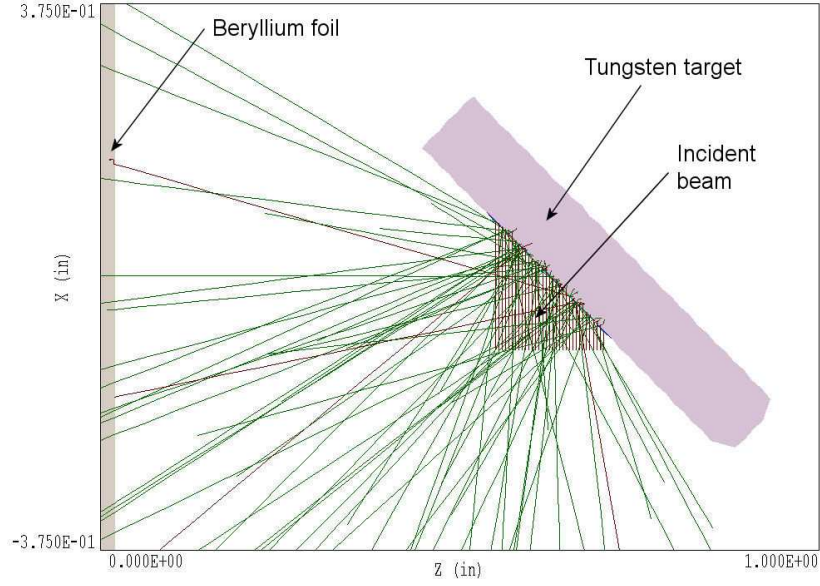 3.750E-01
Beryllium foil
Tungsten target
Incident
beam
X (in)
-3.750E-01
0.000E+00
Z (in)
1.000E+00